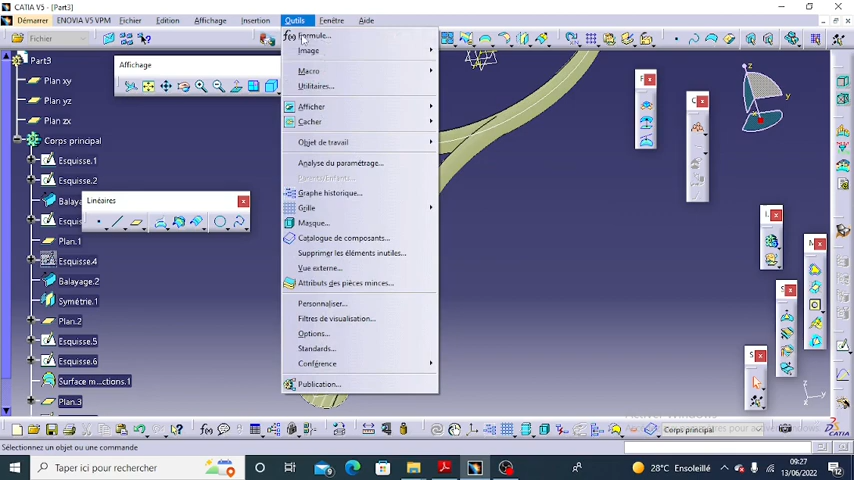 CATIA V5 - [Part3]
Démarrer ENOVIA V5 VPM Fichier Edition Affichage Insertion Outils Fenêtre Aide
Fichier
Part3
Plan xy
Plan yz
Plan zx
Corps principal
Esquisse.1
Esquisse.2
Balaya
Esquis
Plan.1
Esquisse.4
Balayage.2
Symétrie.1
Plan.2
Esquisse.5
Esquisse.6
Surface m...ctions.1
Plan.3
Affichage
Linéaires
Formule...
Image
Macro
Utilitaires...
Afficher
Cacher
Objet de travail
Analyse du paramétrage...
Parents/Enfants...
Graphe historique...
Grille
Masque...
Catalogue de composants...
Supprimer les éléments inutiles...
Vue externe...
Attributs des pièces minces...
Personnaliser...
Filtres de visualisation...
Options...
Standards...
Conférence
Publication...
F
C
I.
M
S
S
z
y
x
Activer Windows
Corps principal
CATIA
Sélectionnez un objet ou une commande
Taper ici pour rechercher
28°C Ensoleillé
09:27
13/06/2022